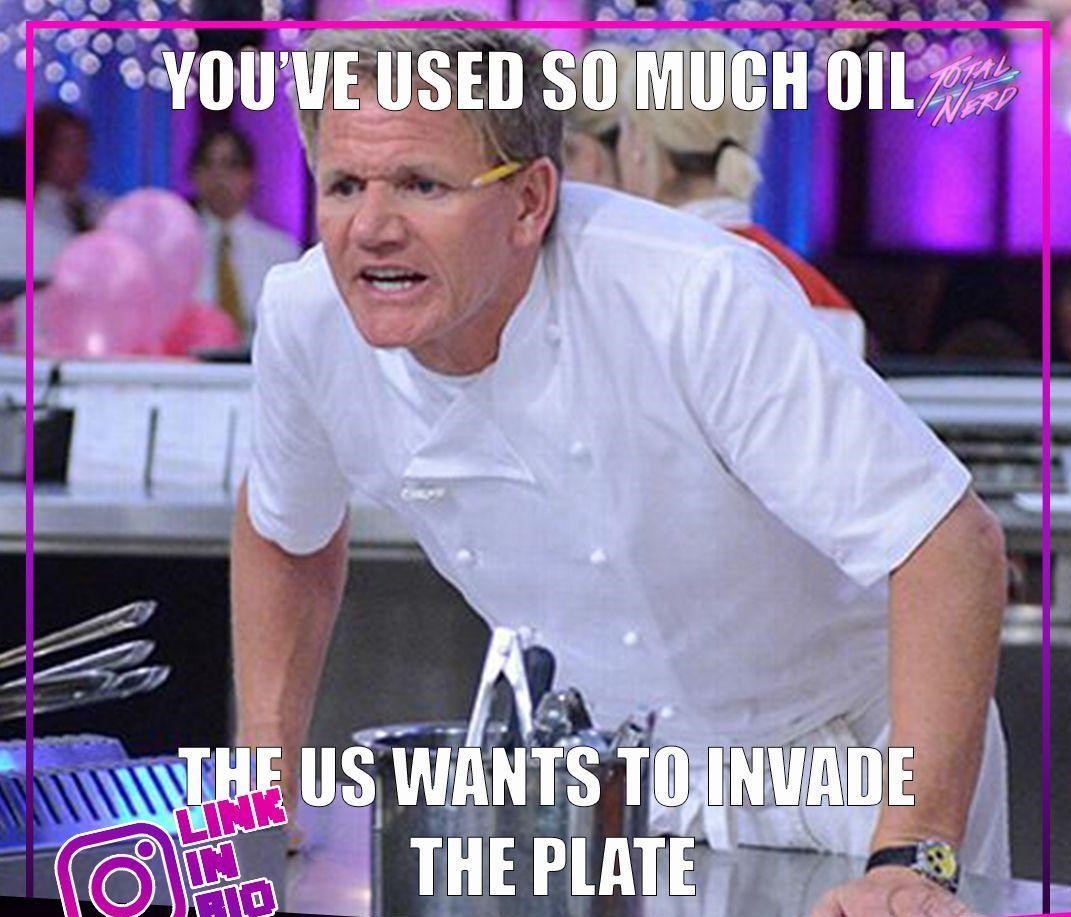 YOU'VE USED SO MUCH OIL
TOTAL
NERD
THE US WANTS TO INVADE
THE PLATE
LINK
IN
BIO